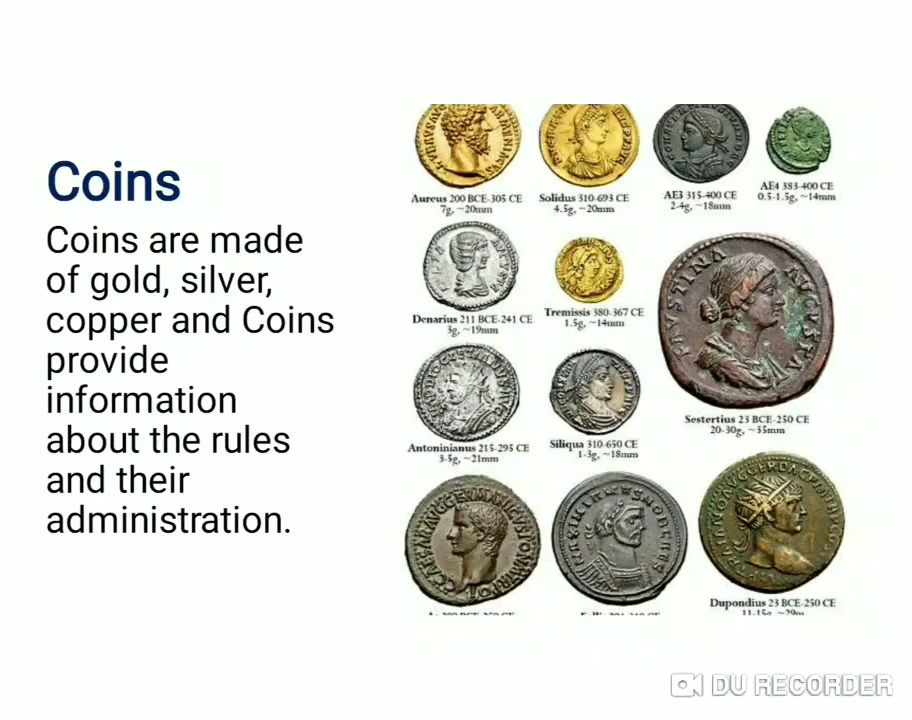 Coins
Coins are made
of gold, silver,
copper and Coins
provide
information
about the rules
and their
administration.
Aureus 200 BCE-305 CE
7g, ~20mm
Solidus 310-693 CE
4.5g, ~20mm
AE3 315-400 CE
2-4g, ~18mm
AE4 383-400 CE
0.5-1.5g, ~14mm
Denarius 211 BCE-241 CE
3g, ~19mm
Tremissis 380-367 CE
1.5g, ~14mm
FAVSTINA AVGVSTA
Sestertius 23 BCE-250 CE
20-30g, ~35mm
Antoninianus 215-295 CE
3-5g, ~21mm
Siliqua 310-650 CE
1-3g, ~18mm
Dupondius 23 BCE-250 CE
11-15g, ~29m
DU RECORDER